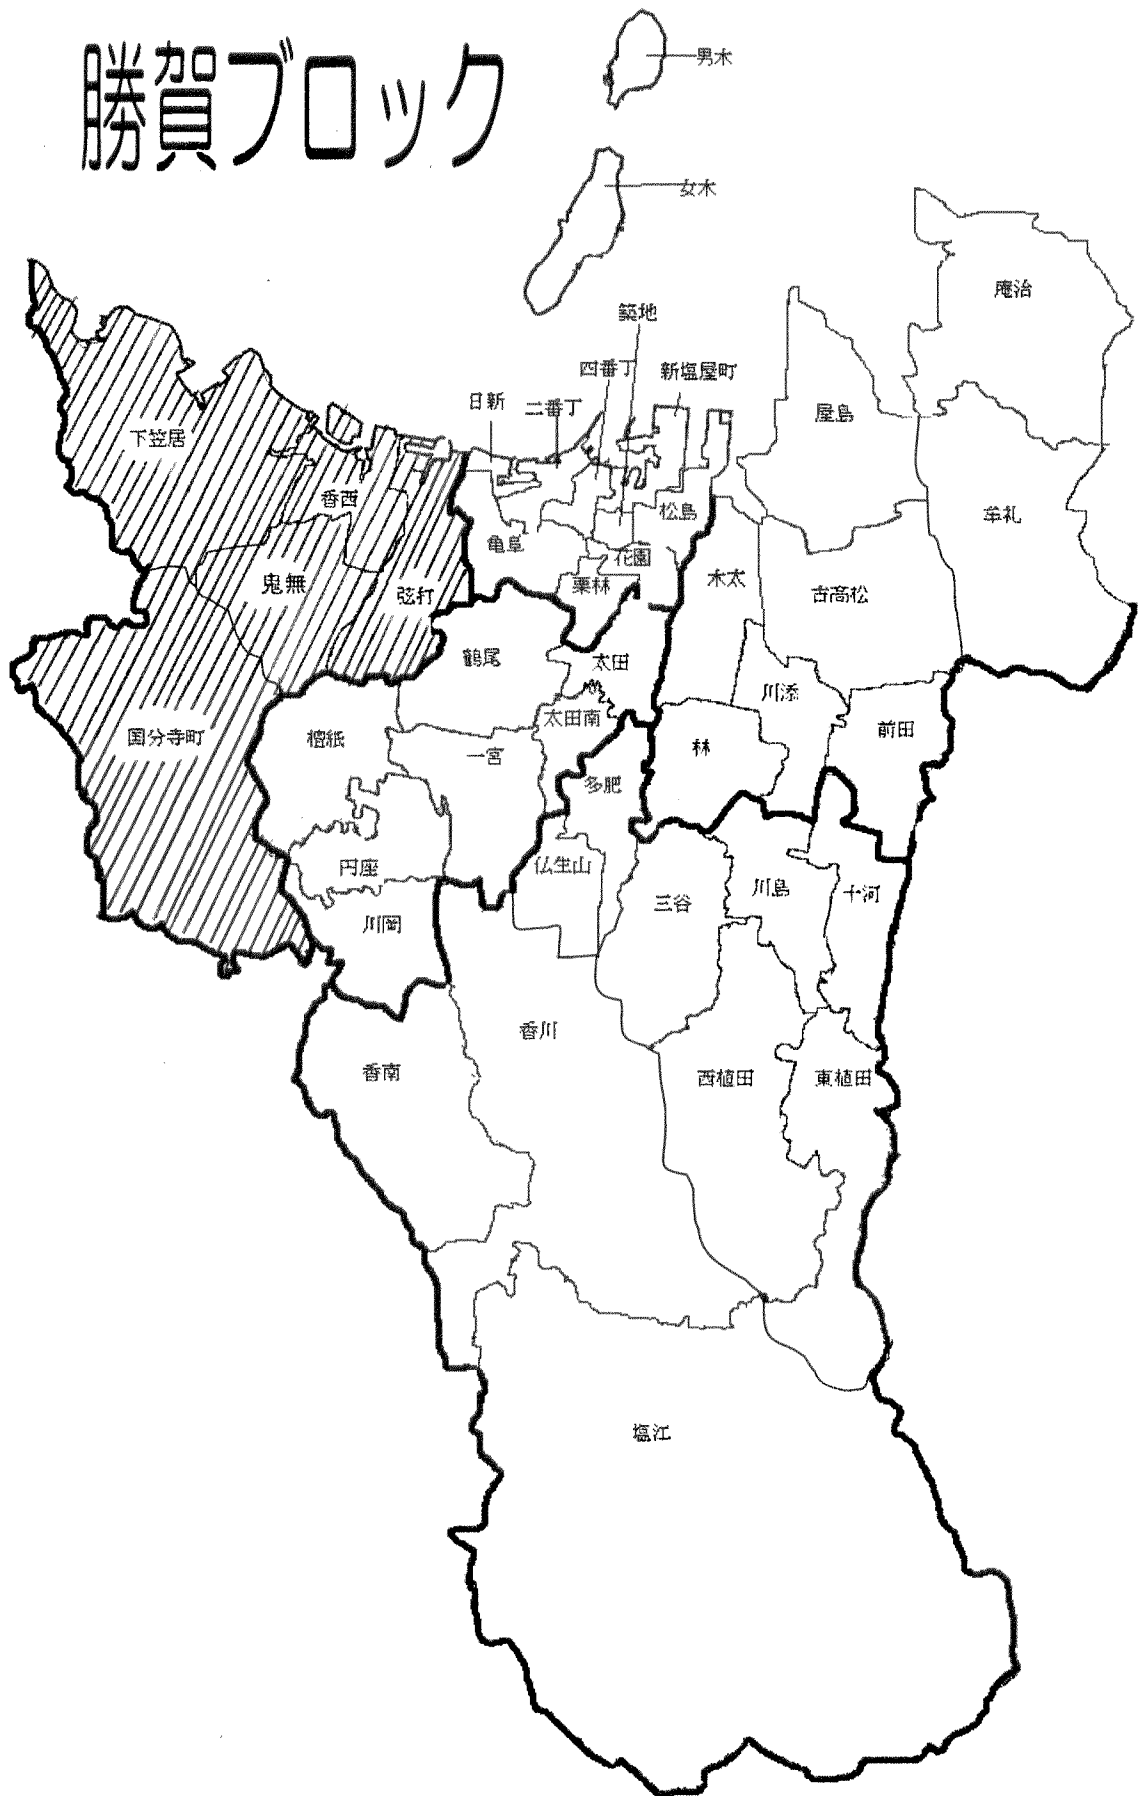 勝賀ブロック
男木
女木
庵治
築地
四番丁
新塩屋町
日新
二番丁
屋島
下笠居
香西
松島
牟礼
亀阜
花園
鬼無
弦打
栗林
木太
古高松
鶴尾
太田
川添
太田南
国分寺町
檀紙
一宮
林
前田
多肥
円座
仏生山
三谷
川島
十河
川岡
香川
香南
西植田
東植田
塩江